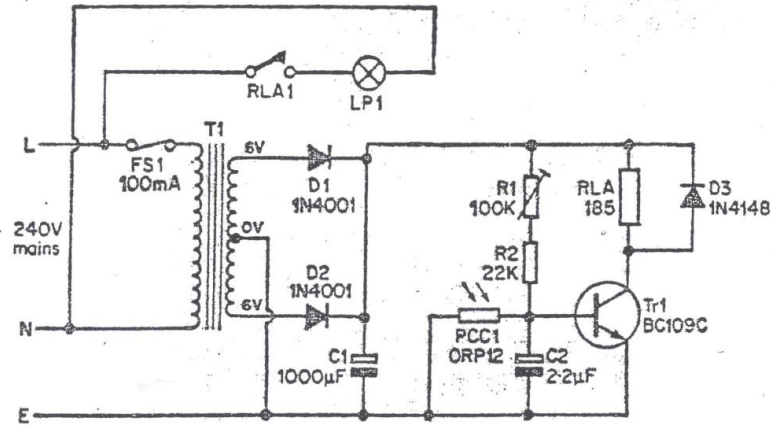 RLA1
LP1
L
FS1
100mA
T1
6V
D1
1N4001
R1
100K
RLA
185
D3
1N4148
240V
mains
0V
D2
1N4001
R2
22K
6V
N
PCC1
ORP12
Tr1
BC109C
C1
1000µF
C2
2·2µF
E